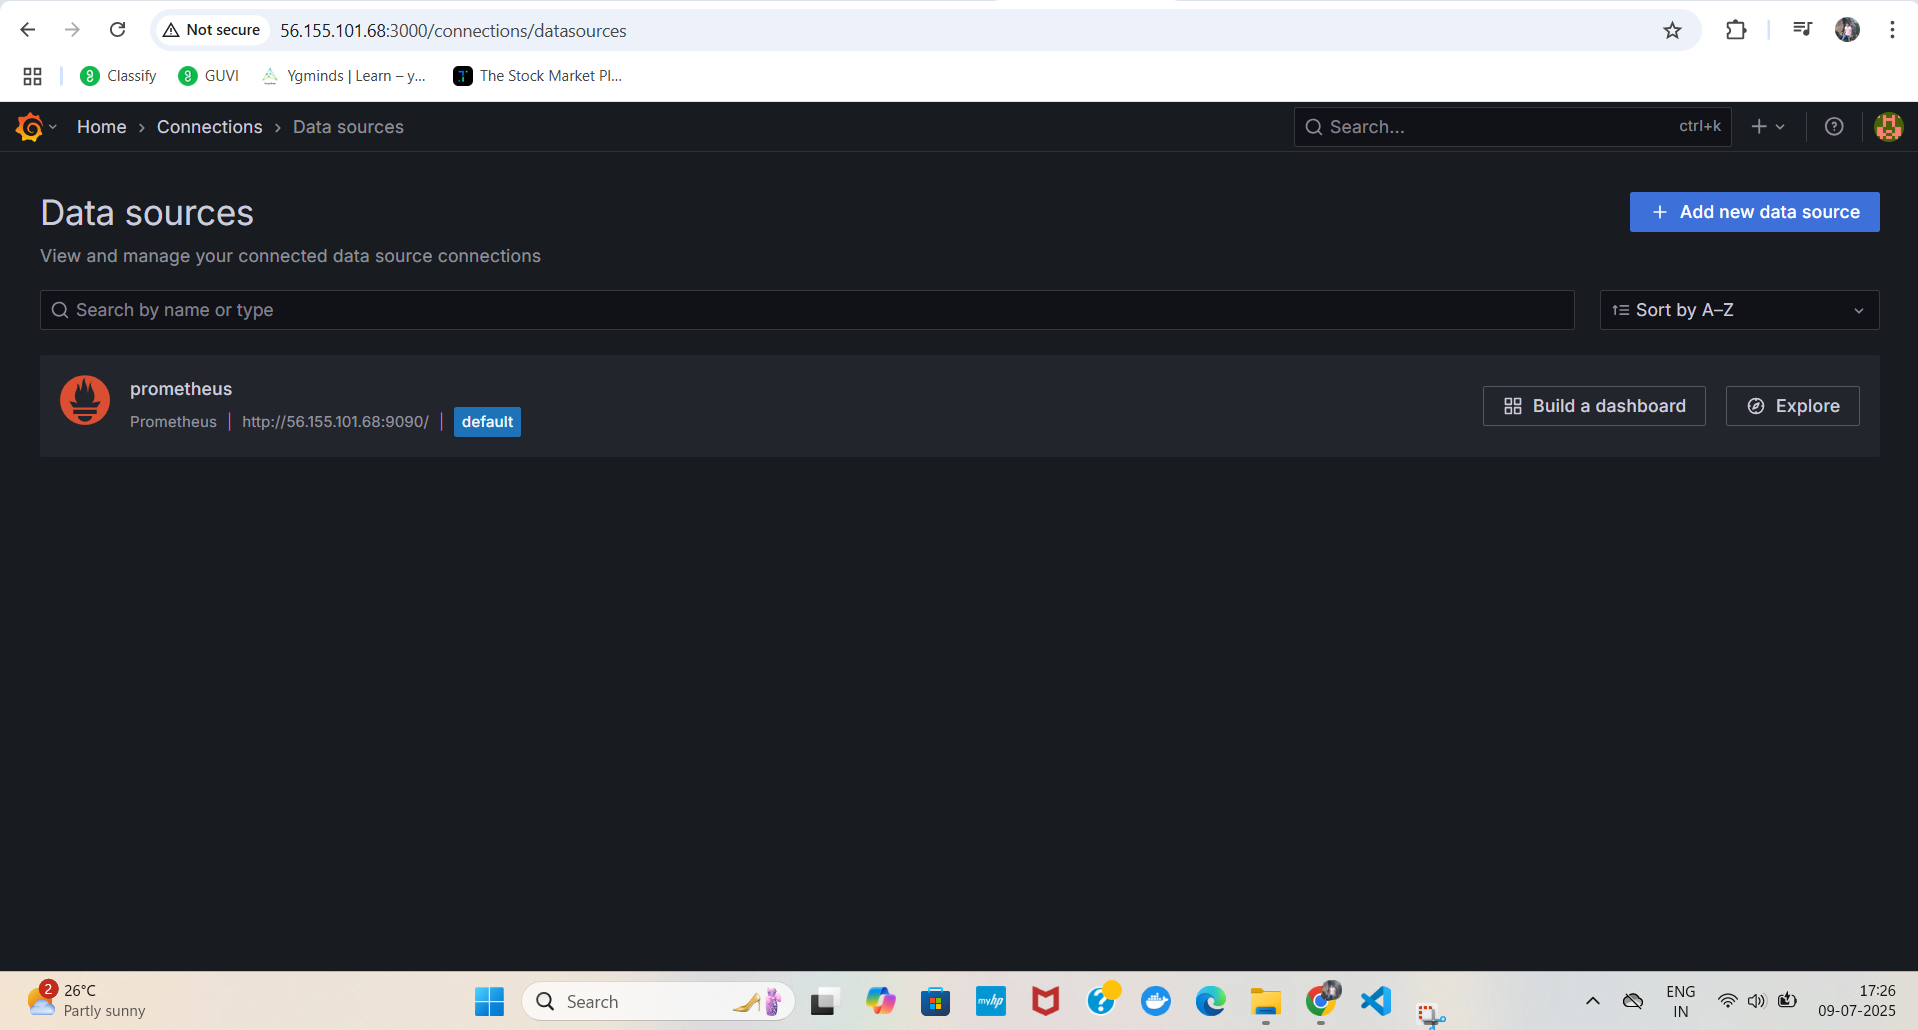 Not secure 56.155.101.68:3000/connections/datasources
Classify GUVI Ygminds | Learn – y... The Stock Market Pl...
Home › Connections › Data sources Search... ctrl+k
Data sources
Add new data source
View and manage your connected data source connections
Search by name or type Sort by A–Z
prometheus
Prometheus | http://56.155.101.68:9090/ | default
Build a dashboard Explore
2 26°C
Partly sunny
Search
myhp
ENG
IN
17:26
09-07-2025